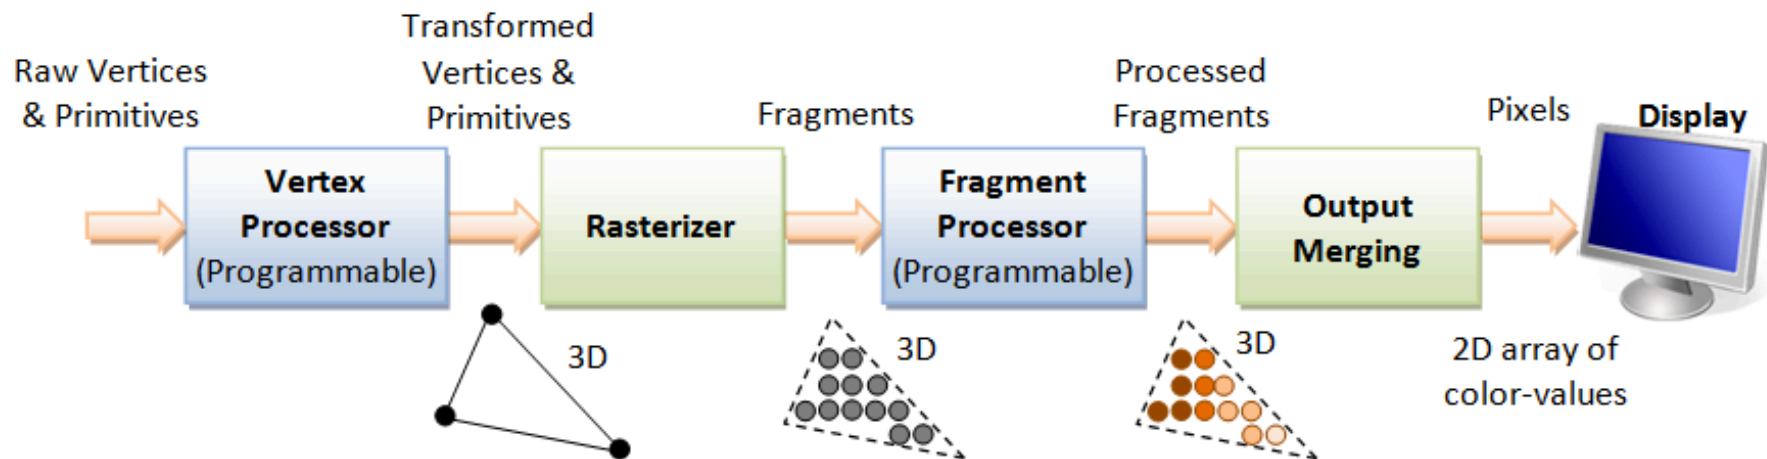 Raw Vertices
& Primitives
Transformed
Vertices &
Primitives
Fragments
Processed
Fragments
Pixels
Display
Vertex
Processor
(Programmable)
Rasterizer
Fragment
Processor
(Programmable)
Output
Merging
3D
3D
3D
2D array of
color-values